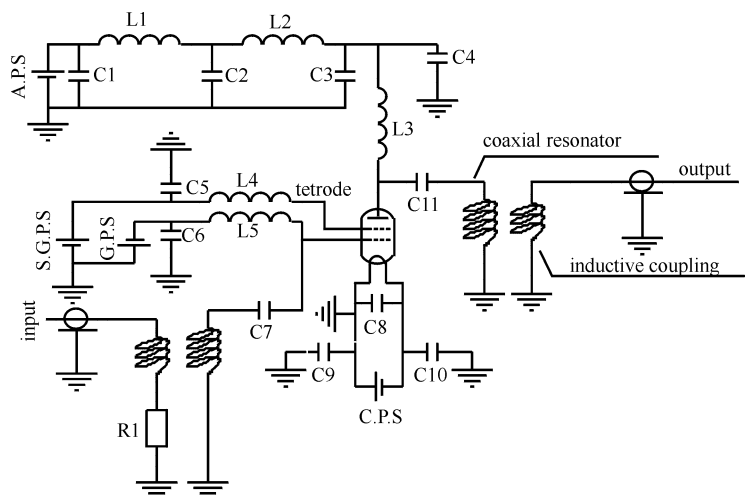 L1
L2
A.P.S
C1
C2
C3
C4
L3
coaxial resonator
output
C5
L4
tetrode
C11
S.G.P.S
G.P.S
C6
L5
inductive coupling
input
C7
C8
C9
C10
C.P.S
R1